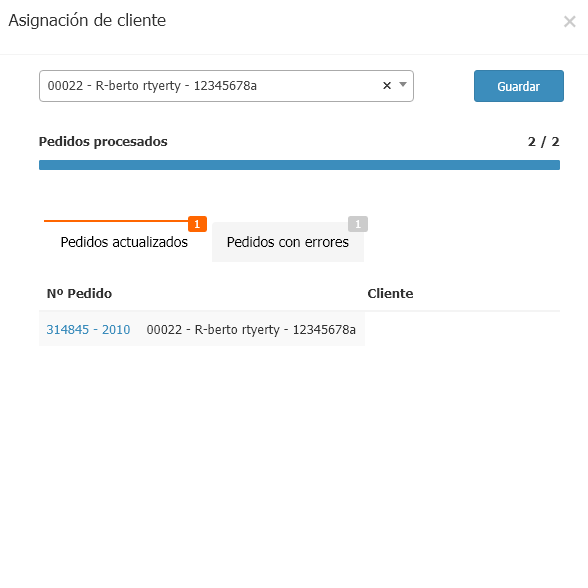 Asignación de cliente
×
00022 - R-berto rtyerty - 12345678a
×
Guardar
Pedidos procesados 2 / 2
1
1
Pedidos actualizados Pedidos con errores
Nº Pedido Cliente
314845 - 2010 00022 - R-berto rtyerty - 12345678a